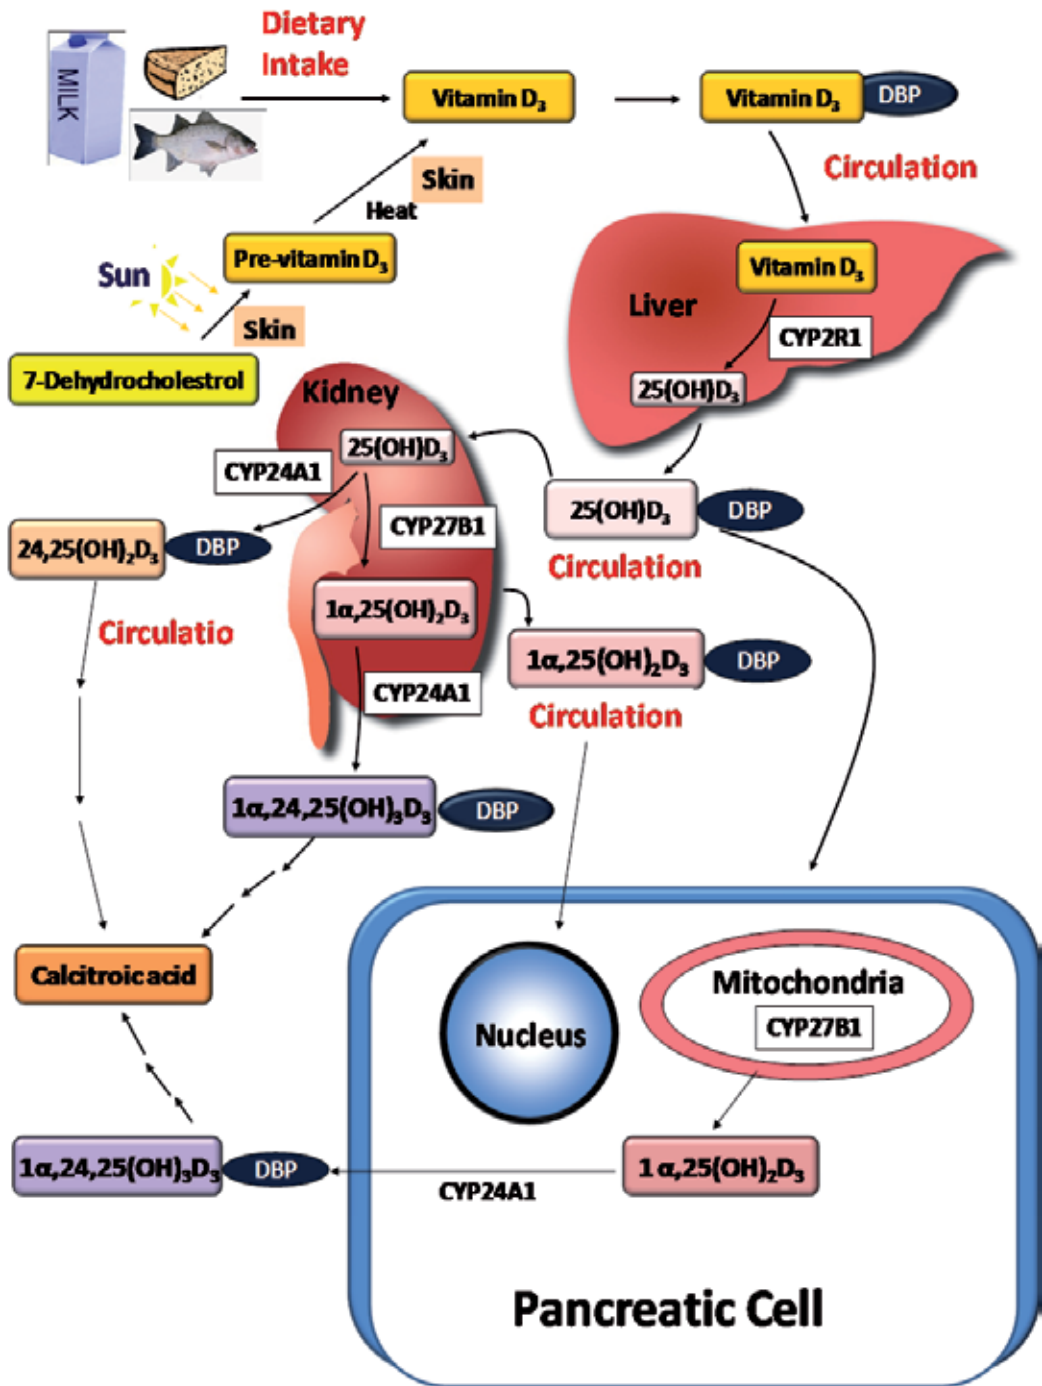 Dietary
Intake
MILK
Vitamin D₃
Vitamin D₃ DBP
Circulation
Skin
Heat
Pre-vitamin D₃
Sun
Skin
7-Dehydrocholestrol
Vitamin D₃
Liver
CYP2R1
25(OH)D₃
Kidney
25(OH)D₃
CYP24A1
CYP27B1
25(OH)D₃ DBP
Circulation
24,25(OH)₂D₃ DBP
Circulatio
1α,25(OH)₂D₃
1α,25(OH)₂D₃ DBP
Circulation
CYP24A1
1α,24,25(OH)₃D₃ DBP
Calcitroic acid
Nucleus
Mitochondria
CYP27B1
1α,24,25(OH)₃D₃ DBP
CYP24A1
1 α,25(OH)₂D₃
Pancreatic Cell